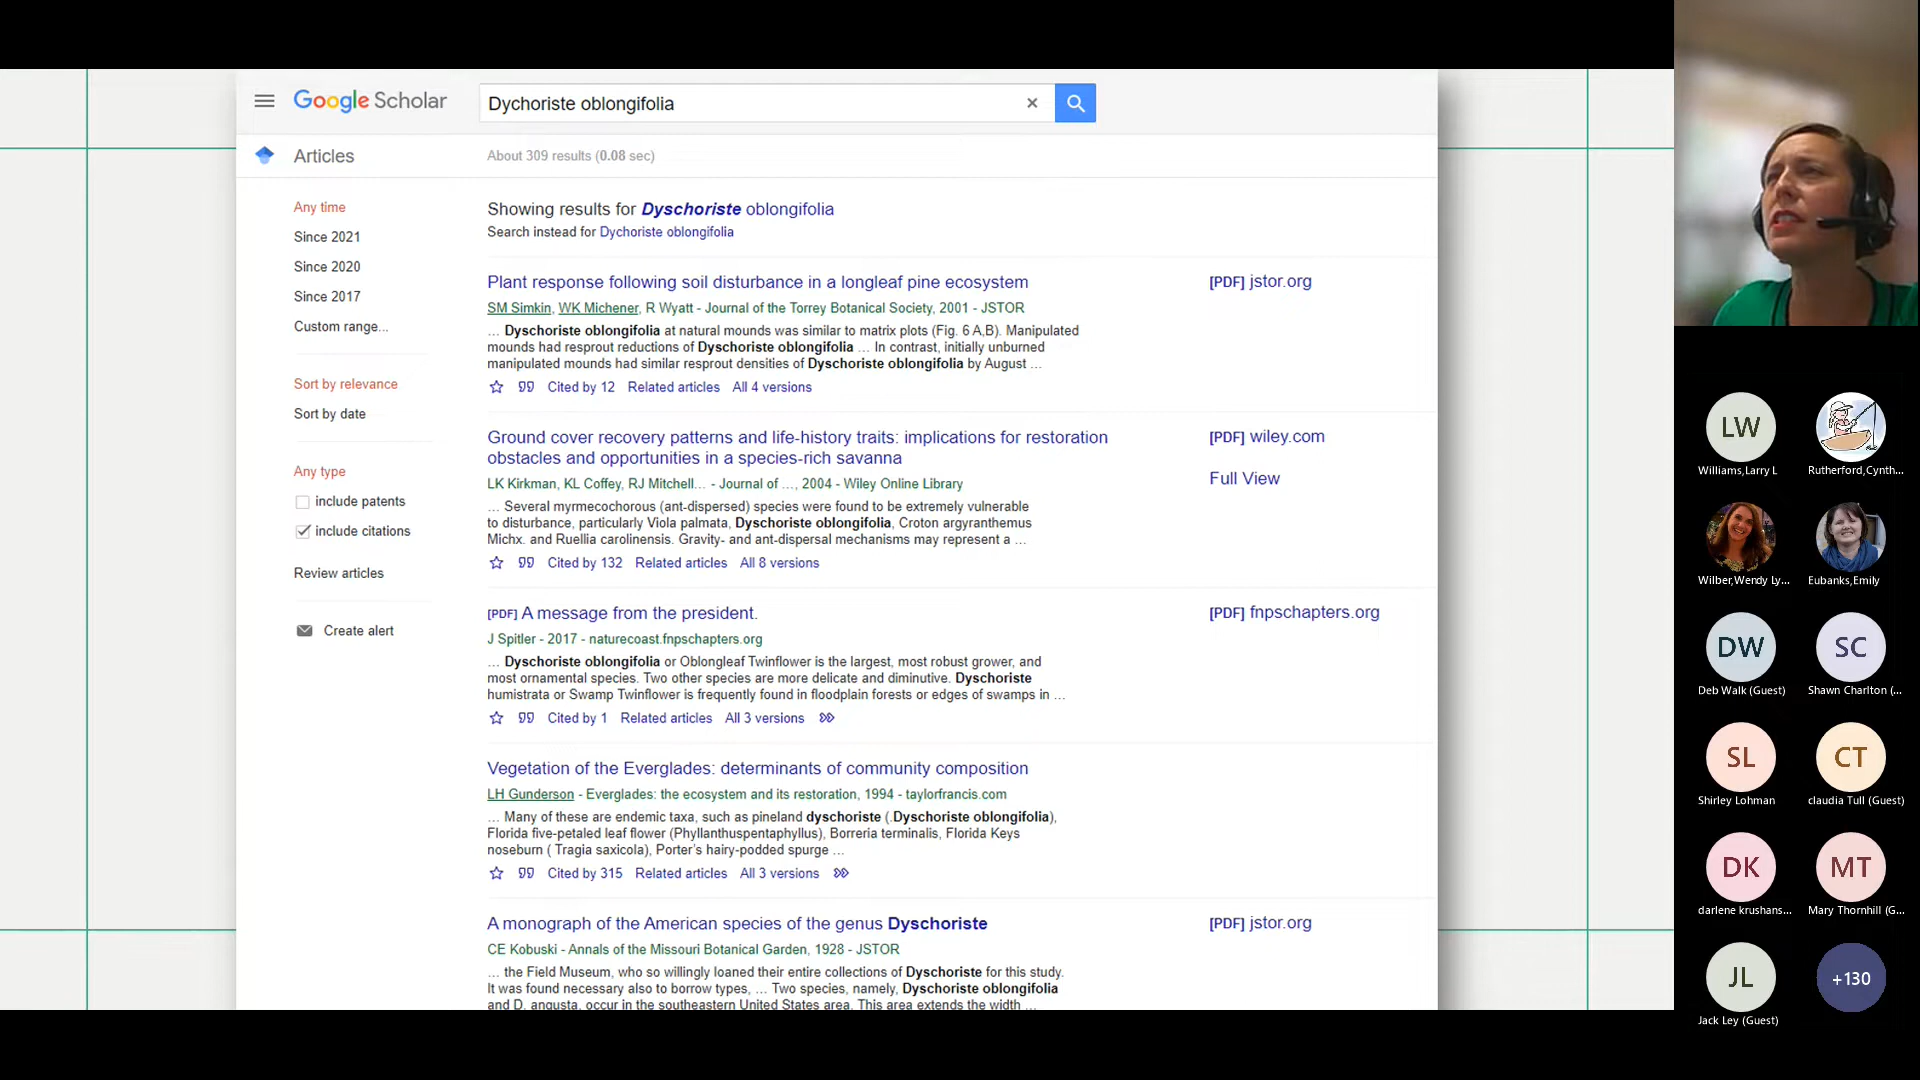 Google Scholar
Dychoriste oblongifolia
Articles
About 309 results (0.08 sec)
Any time
Since 2021
Since 2020
Since 2017
Custom range...
Sort by relevance
Sort by date
Any type
include patents
include citations
Review articles
Create alert
Showing results for Dyschoriste oblongifolia
Search instead for Dychoriste oblongifolia
Plant response following soil disturbance in a longleaf pine ecosystem
[PDF] jstor.org
SM Simkin, WK Michener, R Wyatt - Journal of the Torrey Botanical Society, 2001 - JSTOR
... Dyschoriste oblongifolia at natural mounds was similar to matrix plots (Fig. 6 A,B). Manipulated
mounds had resprout reductions of Dyschoriste oblongifolia ... In contrast, initially unburned
manipulated mounds had similar resprout densities of Dyschoriste oblongifolia by August ...
Cited by 12 Related articles All 4 versions
Ground cover recovery patterns and life-history traits: implications for restoration
obstacles and opportunities in a species-rich savanna
[PDF] wiley.com
Full View
LK Kirkman, KL Coffey, RJ Mitchell... - Journal of ..., 2004 - Wiley Online Library
... Several myrmecochorous (ant-dispersed) species were found to be extremely vulnerable
to disturbance, particularly Viola palmata, Dyschoriste oblongifolia, Croton argyranthemus
Michx. and Ruellia carolinensis. Gravity- and ant-dispersal mechanisms may represent a ...
Cited by 132 Related articles All 8 versions
[PDF] A message from the president.
[PDF] fnpschapters.org
J Spitler - 2017 - naturecoast.fnpschapters.org
... Dyschoriste oblongifolia or Oblongleaf Twinflower is the largest, most robust grower, and
most ornamental species. Two other species are more delicate and diminutive. Dyschoriste
humistrata or Swamp Twinflower is frequently found in floodplain forests or edges of swamps in ...
Cited by 1 Related articles All 3 versions
Vegetation of the Everglades: determinants of community composition
LH Gunderson - Everglades: the ecosystem and its restoration, 1994 - taylorfrancis.com
... Many of these are endemic taxa, such as pineland dyschoriste (.Dyschoriste oblongifolia),
Florida five-petaled leaf flower (Phyllanthuspentaphyllus), Borreria terminalis, Florida Keys
noseburn ( Tragia saxicola), Porter's hairy-podded spurge ...
Cited by 315 Related articles All 3 versions
A monograph of the American species of the genus Dyschoriste
[PDF] jstor.org
CE Kobuski - Annals of the Missouri Botanical Garden, 1928 - JSTOR
... the Field Museum, who so willingly loaned their entire collections of Dyschoriste for this study.
It was found necessary also to borrow types, ... Two species, namely, Dyschoriste oblongifolia
and D. angusta, occur in the southeastern United States area. This area extends the width ...
LW
Williams,Larry L
Rutherford,Cynth...
Wilber,Wendy Ly...
Eubanks,Emily
DW
SC
Deb Walk (Guest)
Shawn Charlton (...
SL
CT
Shirley Lohman
claudia Tull (Guest)
DK
MT
darlene krushans...
Mary Thornhill (G...
JL
+130
Jack Ley (Guest)